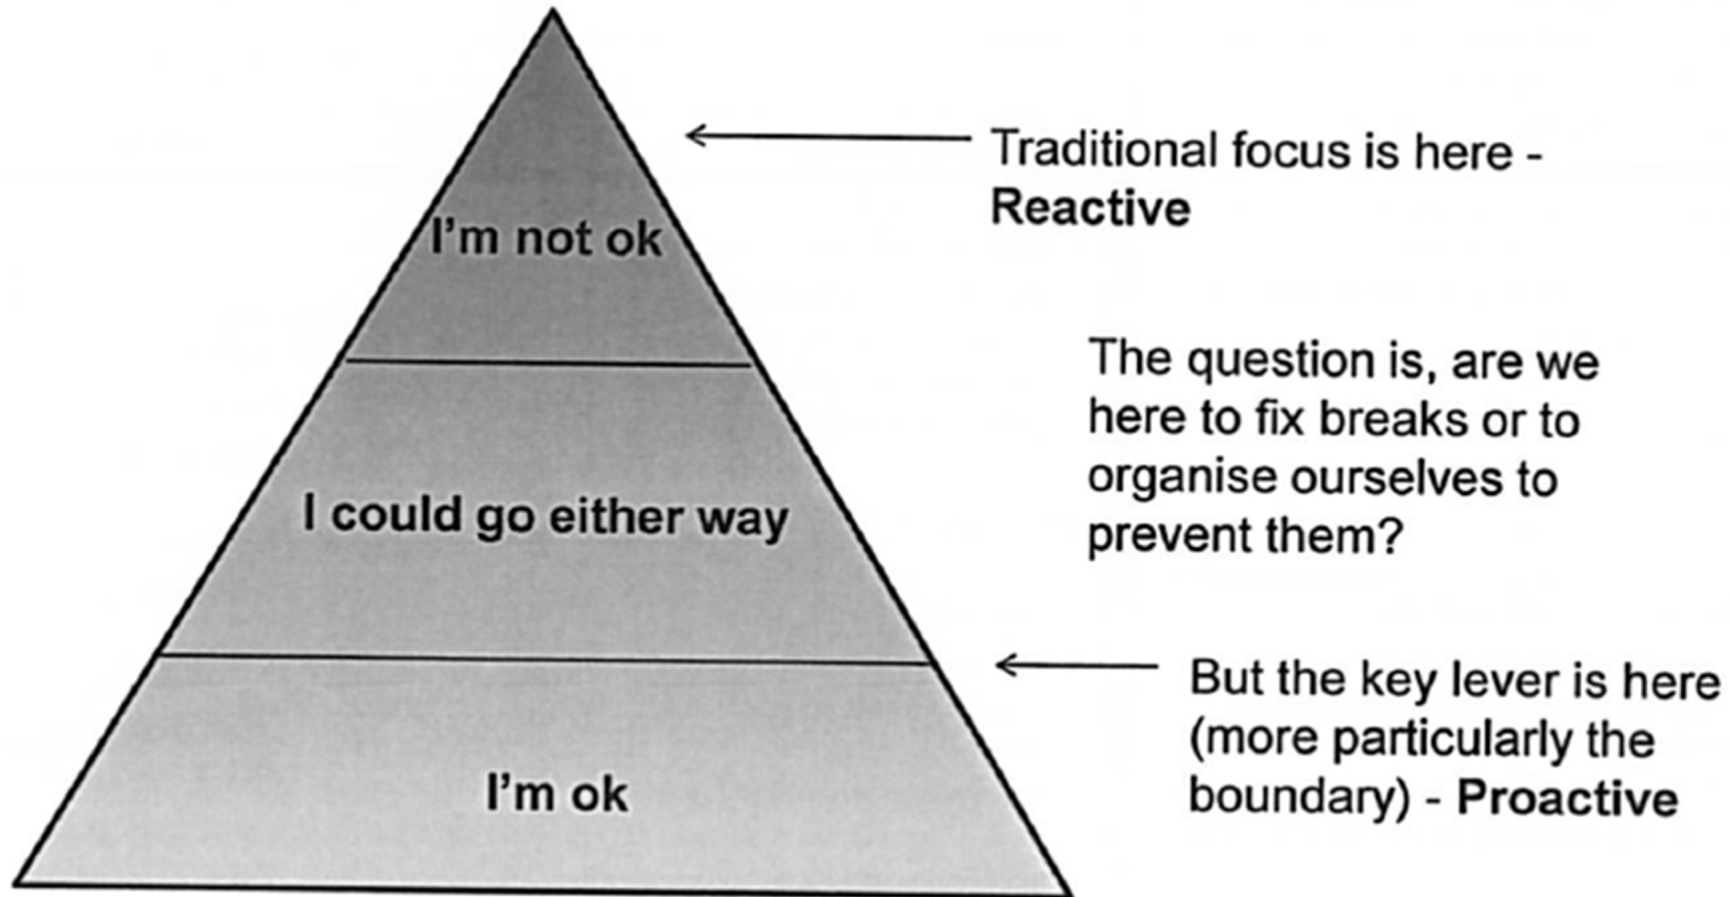 Traditional focus is here -
Reactive
I'm not ok
The question is, are we
here to fix breaks or to
organise ourselves to
prevent them?
I could go either way
But the key lever is here
(more particularly the
boundary) - Proactive
I'm ok